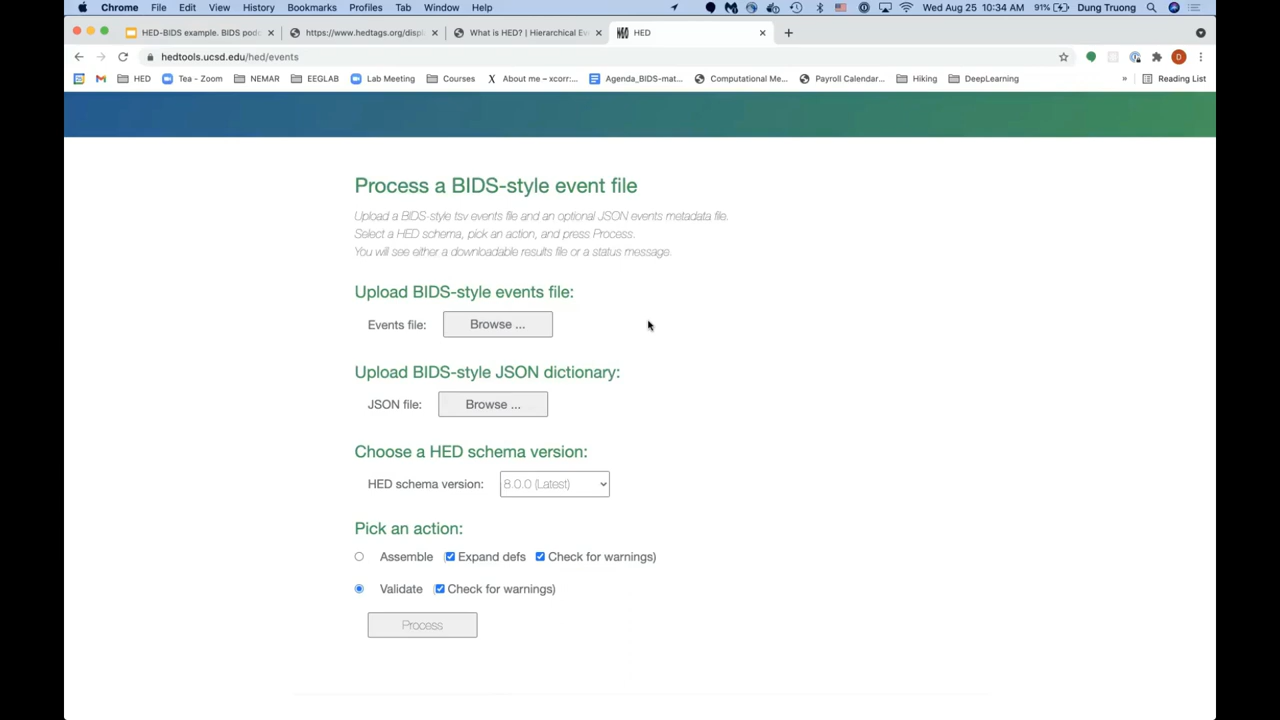 Chrome File Edit View History Bookmarks Profiles Tab Window Help Wed Aug 25 10:34 AM 91% Dung Truong
HED-BIDS example. BIDS pod https://www.hedtags.org/displ What is HED? | Hierarchical Ev HED
hedtools.ucsd.edu/hed/events
HED Tea - Zoom NEMAR EEGLAB Lab Meeting Courses About me – xcorr:... Agenda_BIDS-mat... Computational Me... Payroll Calendar... Hiking DeepLearning » Reading List
Process a BIDS-style event file
Upload a BIDS-style tsv events file and an optional JSON events metadata file.
Select a HED schema, pick an action, and press Process.
You will see either a downloadable results file or a status message.
Upload BIDS-style events file:
Events file: Browse ...
Upload BIDS-style JSON dictionary:
JSON file: Browse ...
Choose a HED schema version:
HED schema version: 8.0.0 (Latest)
Pick an action:
Assemble (Expand defs Check for warnings)
Validate (Check for warnings)
Process